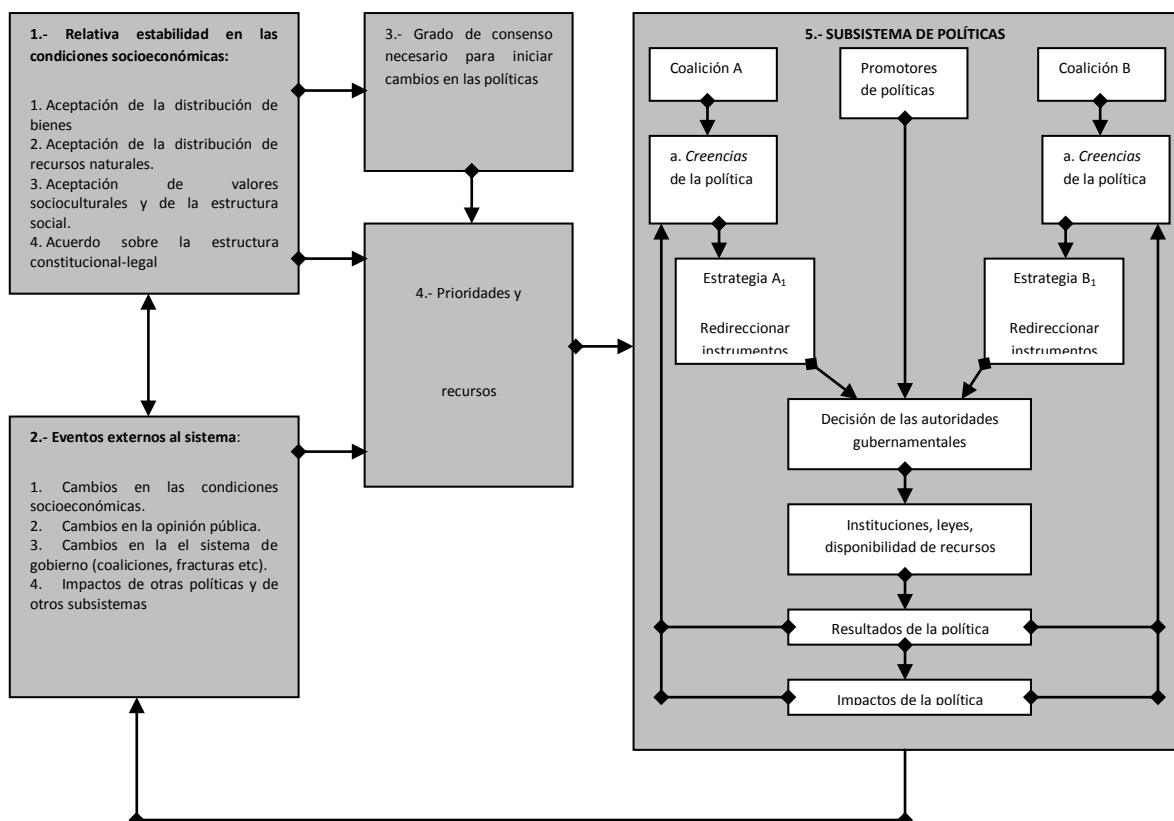 1.- Relativa estabilidad en las
condiciones socioeconómicas:
1. Aceptación de la distribución de
bienes
2. Aceptación de la distribución de
recursos naturales.
3. Aceptación de valores
socioculturales y de la estructura
social.
4. Acuerdo sobre la estructura
constitucional-legal
2.- Eventos externos al sistema:
1. Cambios en las condiciones
socioeconómicas.
2. Cambios en la opinión pública.
3. Cambios en la el sistema de
gobierno (coaliciones, fracturas etc).
4. Impactos de otras políticas y de
otros subsistemas
3.- Grado de consenso
necesario para iniciar
cambios en las políticas
4.- Prioridades y
recursos
5.- SUBSISTEMA DE POLÍTICAS
Coalición A
Promotores
de políticas
Coalición B
a. Creencias
de la política
a. Creencias
de la política
Estrategia A1
Redireccionar
instrumentos
Estrategia B1
Redireccionar
instrumentos
Decisión de las autoridades
gubernamentales
Instituciones, leyes,
disponibilidad de recursos
Resultados de la política
Impactos de la política